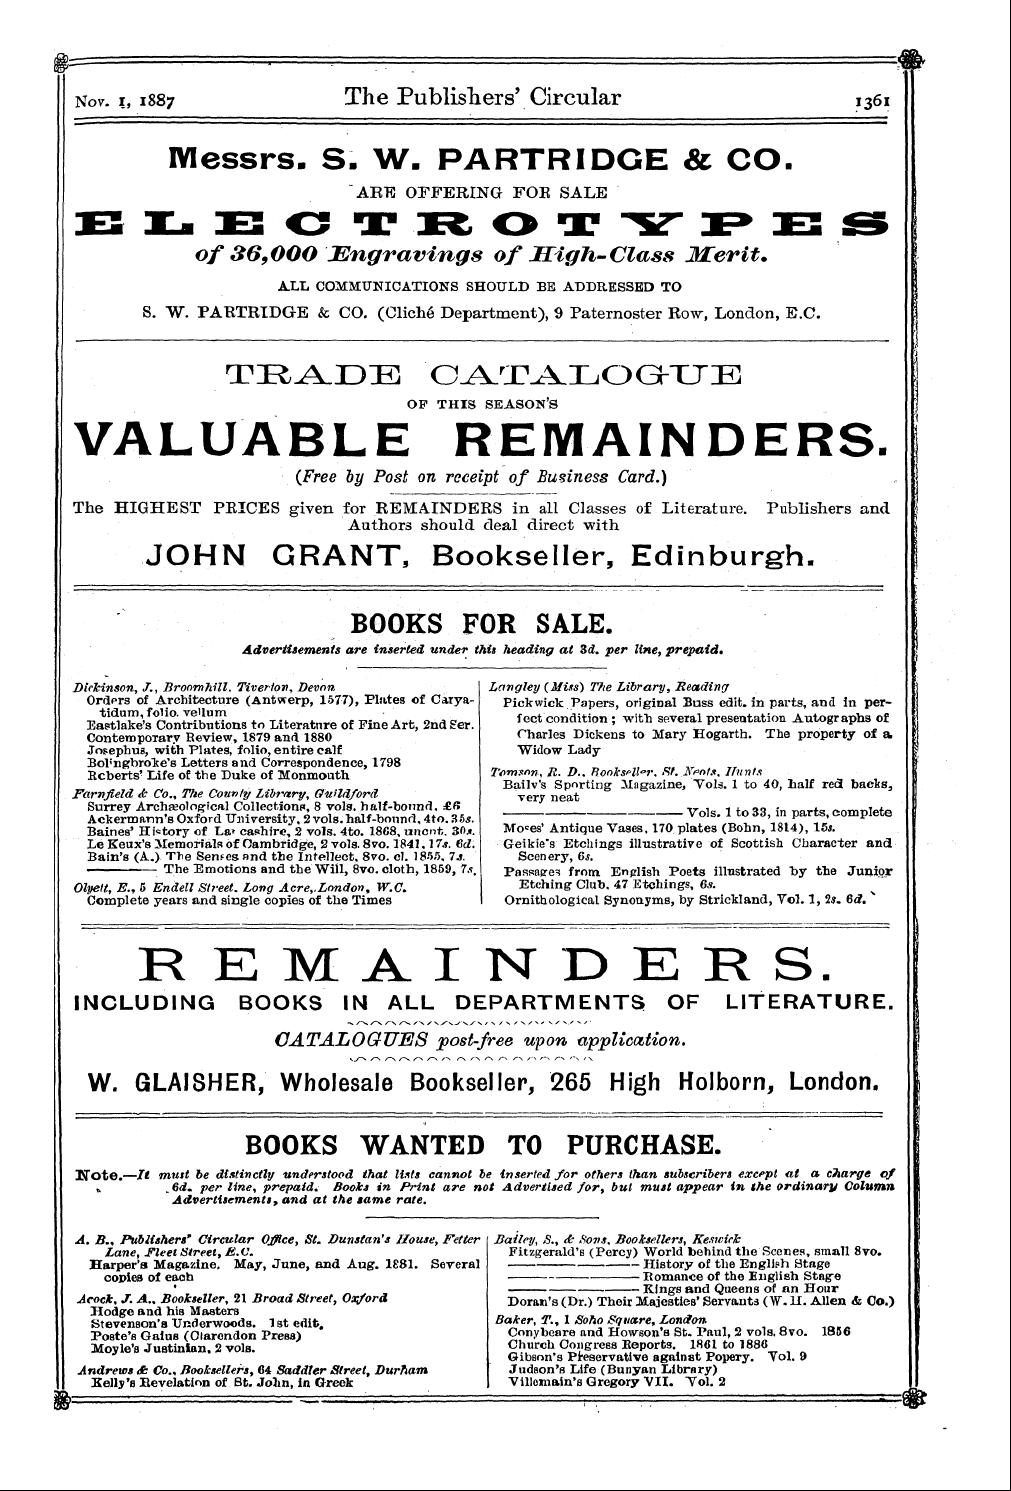 Nov. 1, 1887 The Publishers' Circular 1361
Messrs. S. W. PARTRIDGE & CO.
ARE OFFERING FOR SALE
ELECTROTYPES
of 36,000 Engravings of High-Class Merit.
ALL COMMUNICATIONS SHOULD BE ADDRESSED TO
S. W. PARTRIDGE & CO. (Cliché Department), 9 Paternoster Row, London, E.C.
TRADE CATALOGUE
OF THIS SEASON'S
VALUABLE REMAINDERS.
(Free by Post on receipt of Business Card.)
The HIGHEST PRICES given for REMAINDERS in all Classes of Literature. Publishers and
Authors should deal direct with
JOHN GRANT, Bookseller, Edinburgh.
BOOKS FOR SALE.
Advertisements are inserted under this heading at 3d. per line, prepaid.
Dickinson, J., Broomhill, Tiverton, Devon
Orders of Architecture (Antwerp, 1577), Plates of Carya-
tidum, folio. vellum
Eastlake's Contributions to Literature of Fine Art, 2nd Ser.
Contemporary Review, 1879 and 1880
Josephus, with Plates, folio, entire calf
Bolingbroke's Letters and Correspondence, 1798
Roberts' Life of the Duke of Monmouth
Farnfield & Co., The County Library, Guildford
Surrey Archæological Collections, 8 vols. half-bound, £6
Ackermann's Oxford University, 2 vols. half-bound, 4to. 35s.
Baines' History of Lancashire, 2 vols. 4to. 1868, uncut. 30s.
Le Keux's Memorials of Cambridge, 2 vols. 8vo. 1841, 17s. 6d.
Bain's (A.) The Senses and the Intellect, 8vo. cl. 1855, 7s.
——— The Emotions and the Will, 8vo. cloth, 1859, 7s.
Olyett, E., 5 Endell Street, Long Acre, London, W.C.
Complete years and single copies of the Times
Langley (Miss) The Library, Reading
Pickwick Papers, original Buss edit. in parts, and in per-
fect condition; with several presentation Autographs of
Charles Dickens to Mary Hogarth. The property of a
Widow Lady
Tomson, R. D., Bookseller, St. Neots, Hunts
Baily's Sporting Magazine, Vols. 1 to 40, half red backs,
very neat
——— Vols. 1 to 33, in parts, complete
Moses' Antique Vases, 170 plates (Bohn, 1814), 15s.
Geikie's Etchings illustrative of Scottish Character and
Scenery, 6s.
Passages from English Poets illustrated by the Junior
Etching Club, 47 Etchings, 6s.
Ornithological Synonyms, by Strickland, Vol. 1, 2s. 6d.
REMAINDERS.
INCLUDING BOOKS IN ALL DEPARTMENTS OF LITERATURE.
CATALOGUES post-free upon application.
W. GLAISHER, Wholesale Bookseller, 265 High Holborn, London.
BOOKS WANTED TO PURCHASE.
Note.—It must be distinctly understood that lists cannot be inserted for others than subscribers except at a charge of
6d. per line, prepaid. Books in Print are not Advertised for, but must appear in the ordinary Column
Advertisements, and at the same rate.
A. B., Publishers' Circular Office, St. Dunstan's House, Fetter
Lane, Fleet Street, E.C.
Harper's Magazine. May, June, and Aug. 1881. Several
copies of each
Acock, J. A., Bookseller, 21 Broad Street, Oxford
Hodge and his Masters
Stevenson's Underwoods. 1st edit.
Poste's Gaius (Clarendon Press)
Moyle's Justinian, 2 vols.
Andrews & Co., Booksellers, 64 Saddler Street, Durham
Kelly's Revelation of St. John, in Greek
Bailey, S., & Sons, Booksellers, Keswick
Fitzgerald's (Percy) World behind the Scenes, small 8vo.
——— History of the English Stage
——— Romance of the English Stage
——— Kings and Queens of an Hour
Doran's (Dr.) Their Majesties' Servants (W. H. Allen & Co.)
Baker, T., 1 Soho Square, London
Conybeare and Howson's St. Paul, 2 vols. 8vo. 1856
Church Congress Reports. 1861 to 1886
Gibson's Preservative against Popery. Vol. 9
Judson's Life (Bunyan Library)
Villemain's Gregory VII. Vol. 2